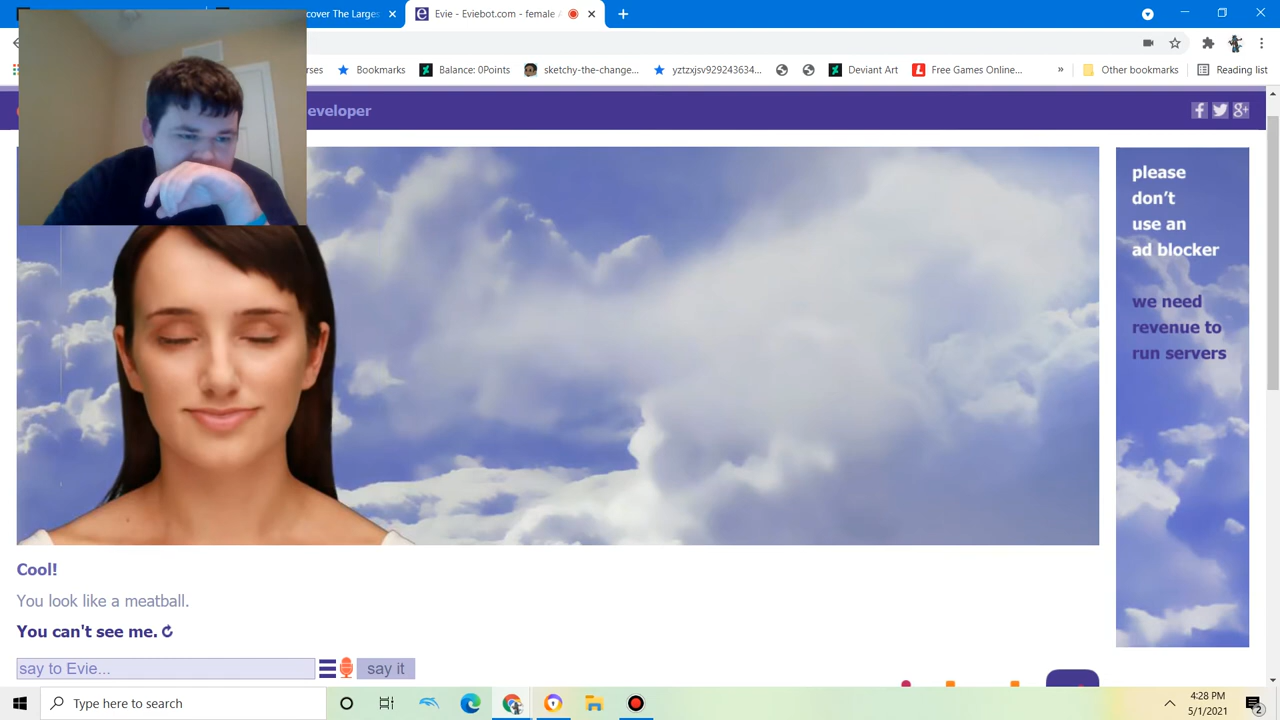 cover The Larges
Evie - Eviebot.com - female
rses
Bookmarks
Balance: 0Points
sketchy-the-change...
yztzxjsv929243634...
Deviant Art
Free Games Online...
»
Other bookmarks
Reading list
eveloper
please
don't
use an
ad blocker
we need
revenue to
run servers
Cool!
You look like a meatball.
You can't see me.
say to Evie...
say it
Type here to search
4:28 PM
5/1/2021
2